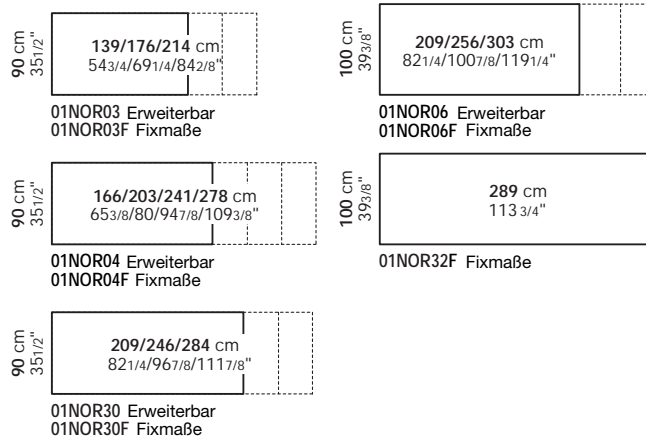 90 cm
35 1/2"
139/176/214 cm
54 3/4/69 1/4/84 2/8"
01NOR03 Erweiterbar
01NOR03F Fixmaße
100 cm
39 3/8"
209/256/303 cm
82 1/4/100 7/8/119 1/4"
01NOR06 Erweiterbar
01NOR06F Fixmaße
90 cm
35 1/2"
166/203/241/278 cm
65 3/8/80/94 7/8/109 3/8"
01NOR04 Erweiterbar
01NOR04F Fixmaße
100 cm
39 3/8"
289 cm
113 3/4"
01NOR32F Fixmaße
90 cm
35 1/2"
209/246/284 cm
82 1/4/96 7/8/111 7/8"
01NOR30 Erweiterbar
01NOR30F Fixmaße